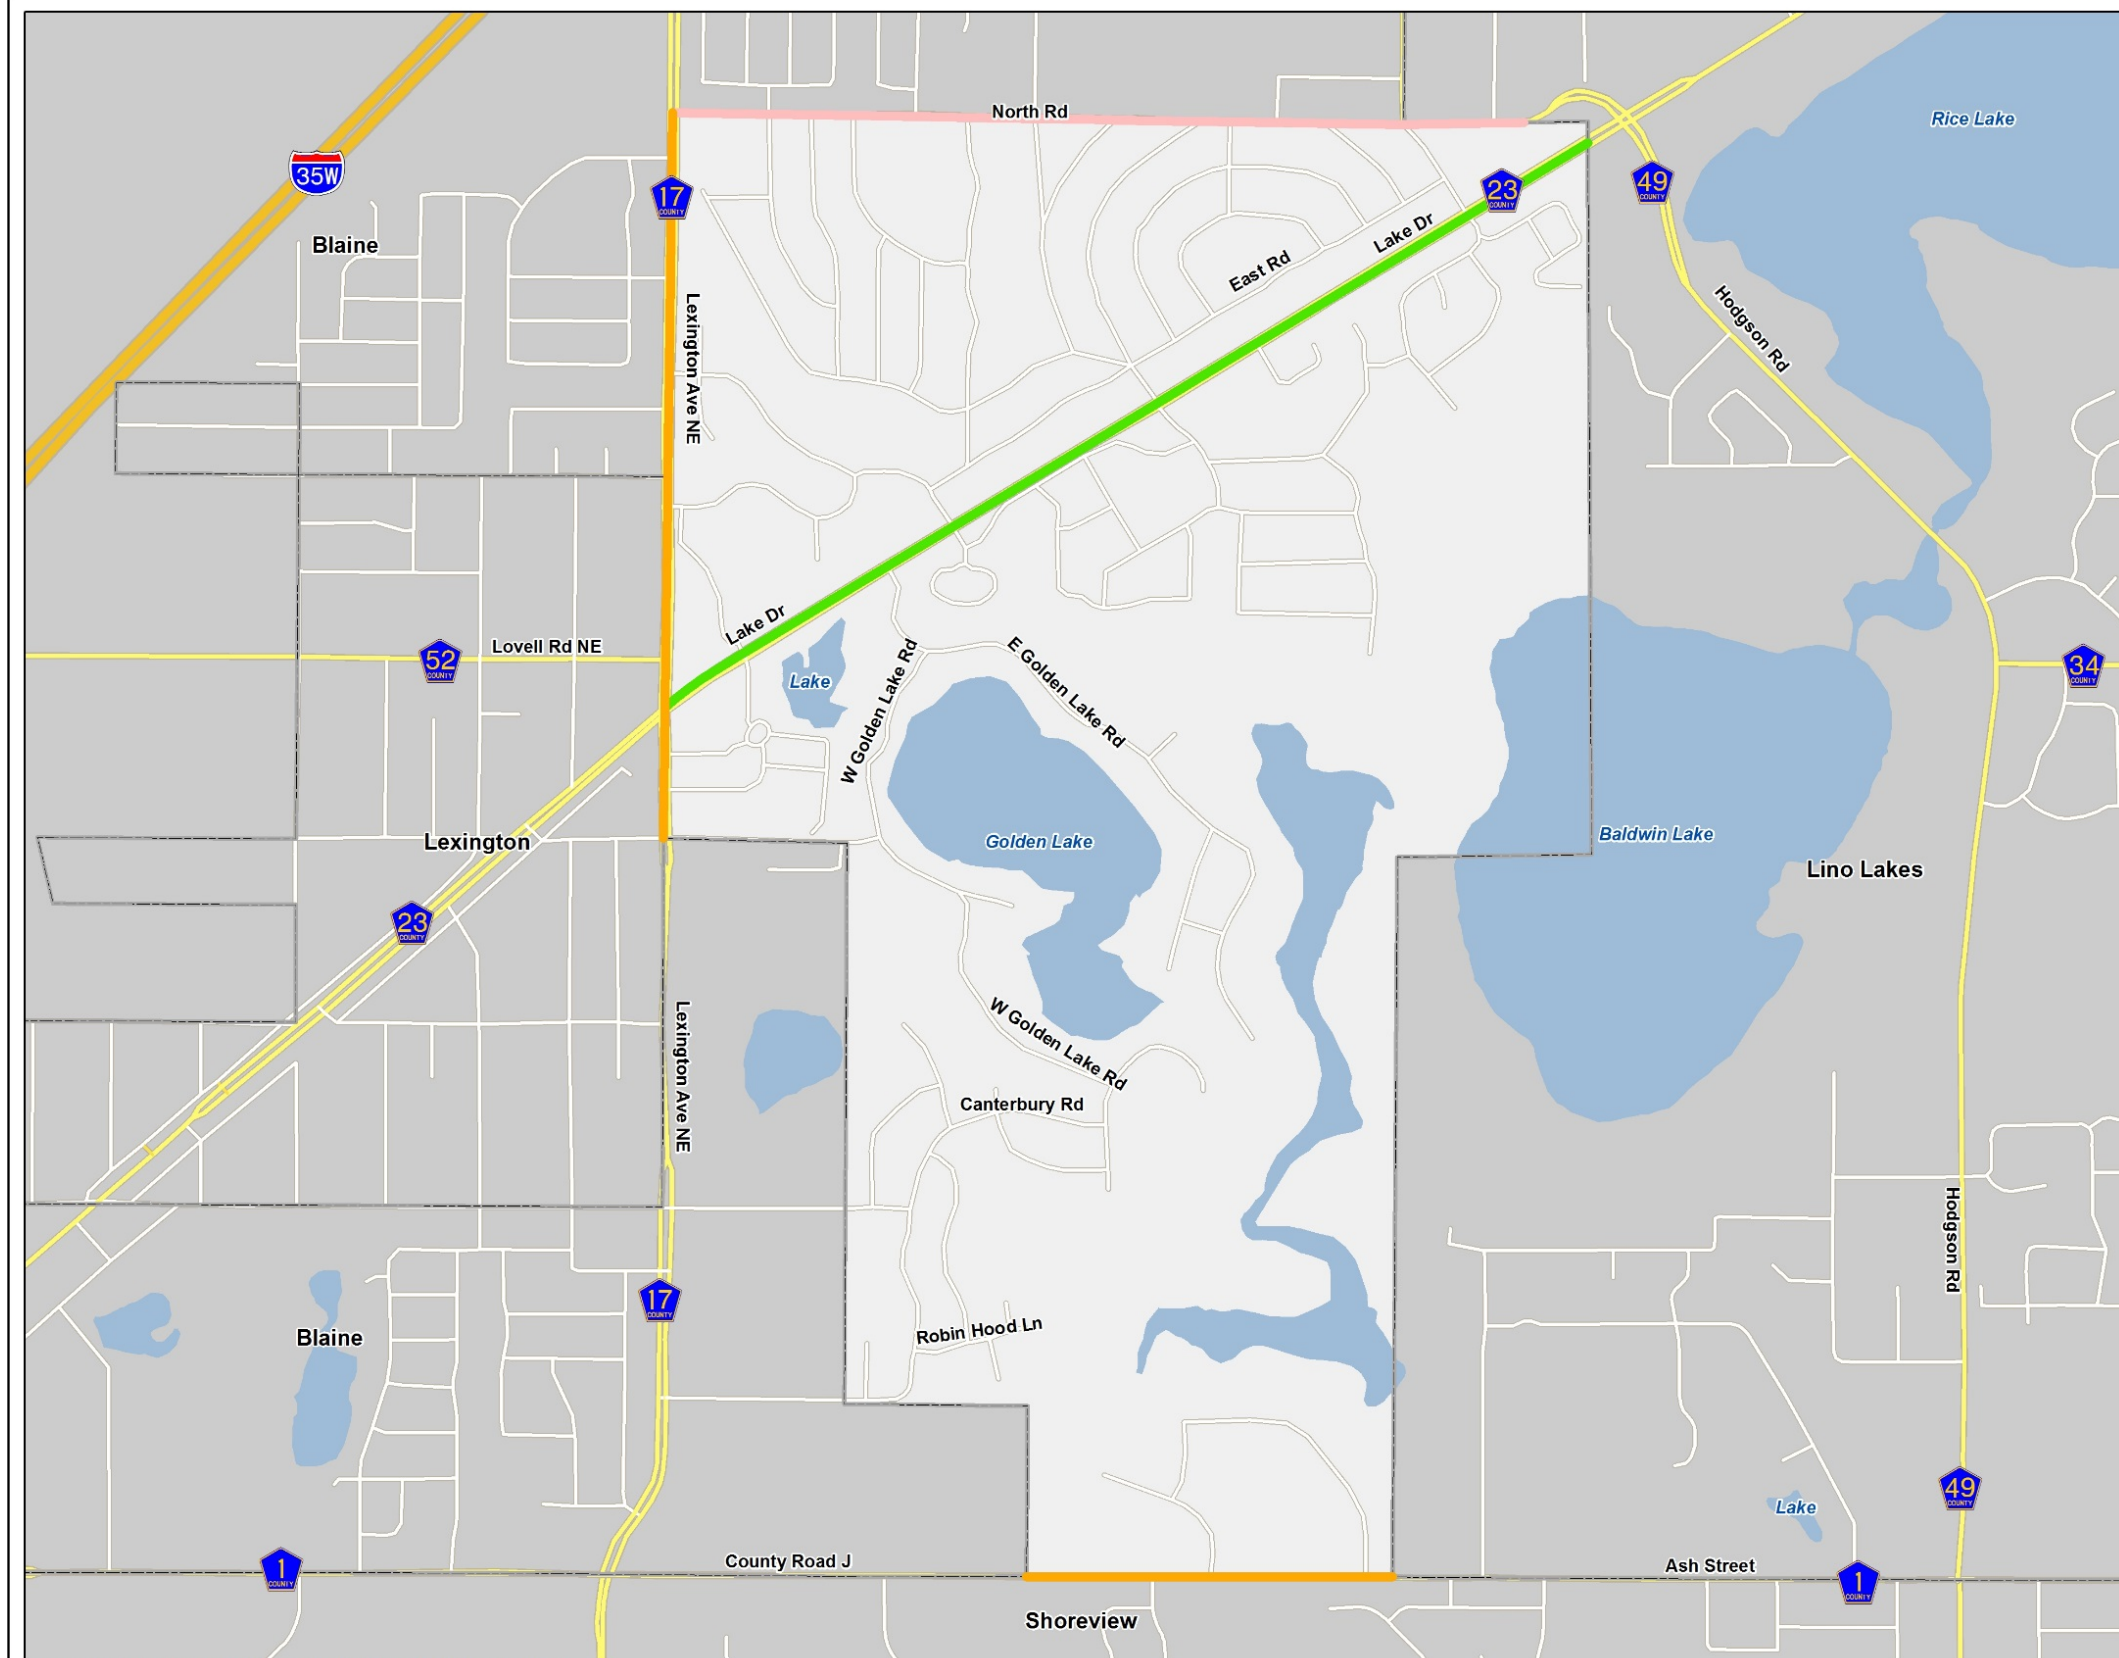 North Rd
Rice Lake
35W
17
COUNTY
23
COUNTY
49
COUNTY
Blaine
Lake Dr
East Rd
Lexington Ave NE
Hodgson Rd
Lake Dr
52
COUNTY
Lovell Rd NE
W Golden Lake Rd
E Golden Lake Rd
34
COUNTY
Lake
Golden Lake
Baldwin Lake
Lexington
Lino Lakes
23
COUNTY
Lexington Ave NE
W Golden Lake Rd
Canterbury Rd
Hodgson Rd
17
COUNTY
Blaine
Robin Hood Ln
49
COUNTY
Lake
1
COUNTY
County Road J
Ash Street
1
COUNTY
Shoreview